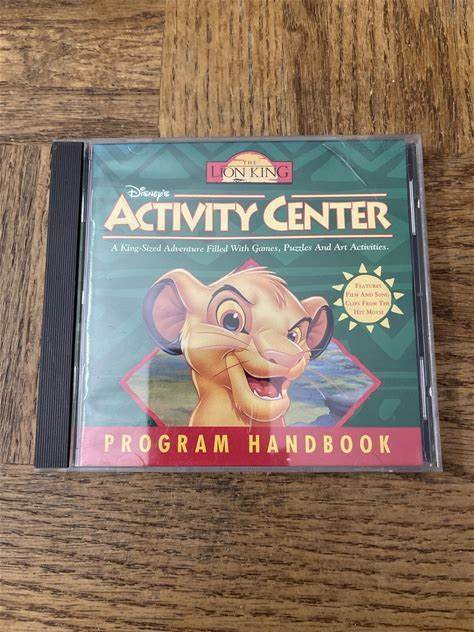 THE
LION KING
DISNEY'S
ACTIVITY CENTER
A King-Sized Adventure Filled With Games, Puzzles And Art Activities.
FEATURES
FILM AND SONG
CLIPS FROM THE
HIT MOVIE
PROGRAM HANDBOOK